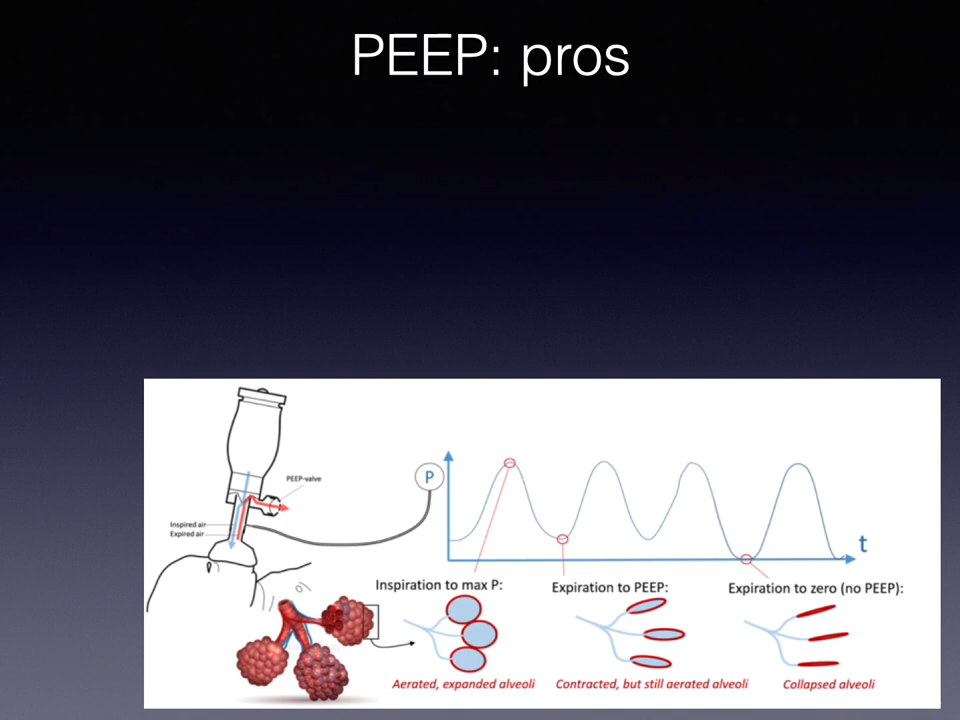 PEEP: pros
PEEP-valve
Inspired air
Expired air
P
t
Inspiration to max P:
Expiration to PEEP:
Expiration to zero (no PEEP):
Aerated, expanded alveoli
Contracted, but still aerated alveoli
Collapsed alveoli